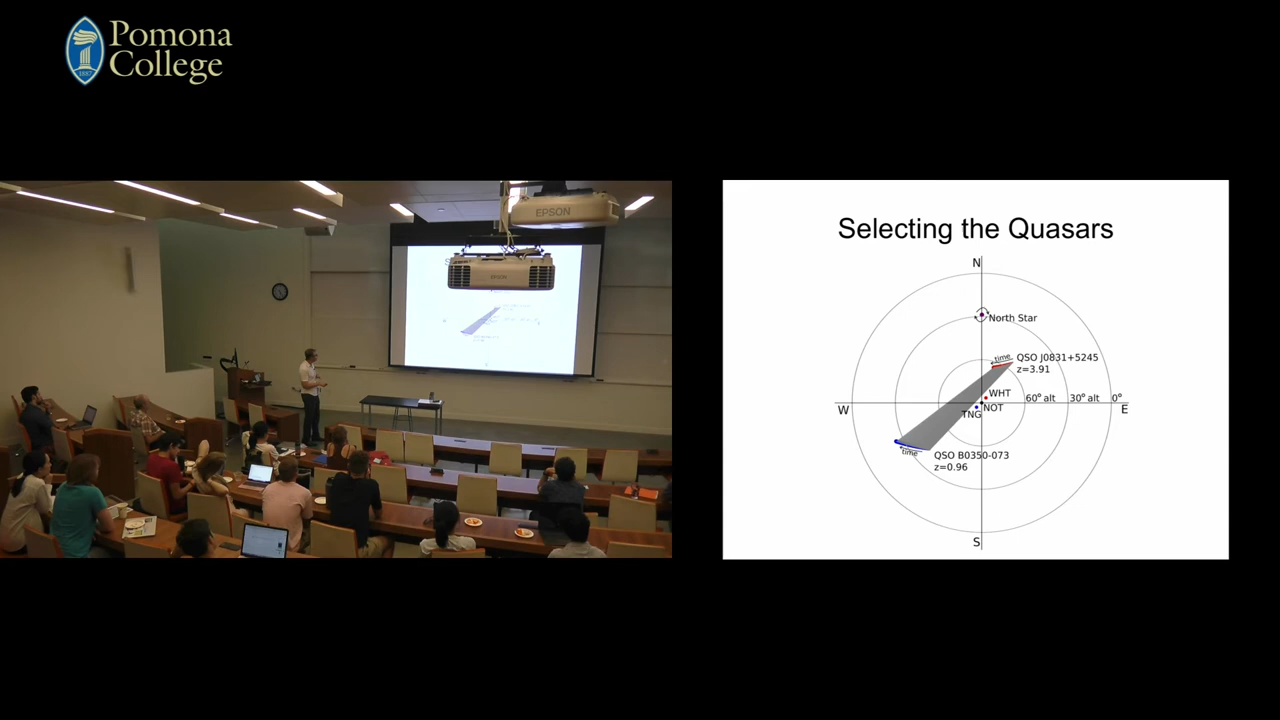 Pomona
College
1887
EPSON
EPSON
Selecting the Quasars
N
North Star
time
QSO J0831+5245
z=3.91
WHT
60° alt
30° alt
0°
W
NOT
E
TNG
time
QSO B0350-073
z=0.96
S